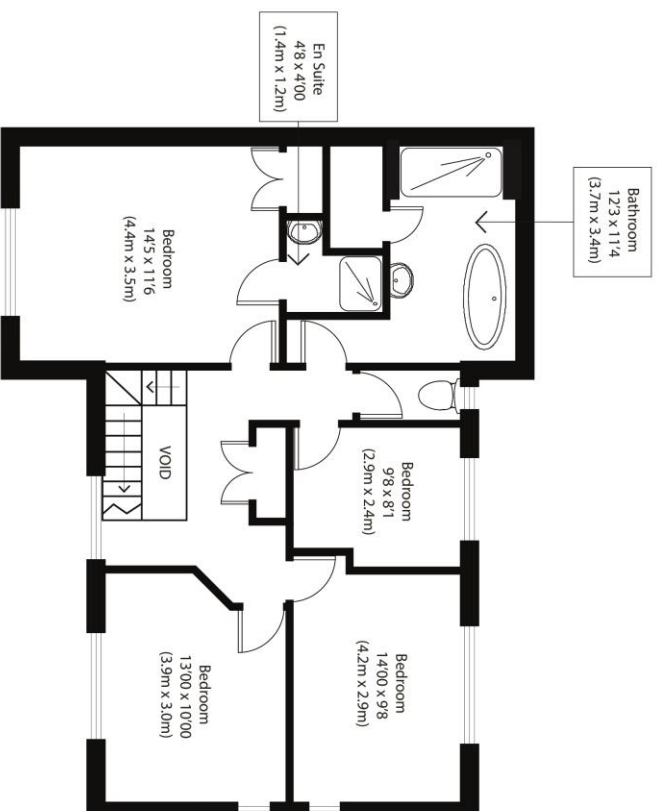 Bathroom
12'3 x 11'4
(3.7m x 3.4m)
En Suite
4'8 x 4'00
(1.4m x 1.2m)
Bedroom
14'5 x 11'6
(4.4m x 3.5m)
VOID
Bedroom
9'8 x 8'1
(2.9m x 2.4m)
Bedroom
14'00 x 9'8
(4.2m x 2.9m)
Bedroom
13'00 x 10'00
(3.9m x 3.0m)